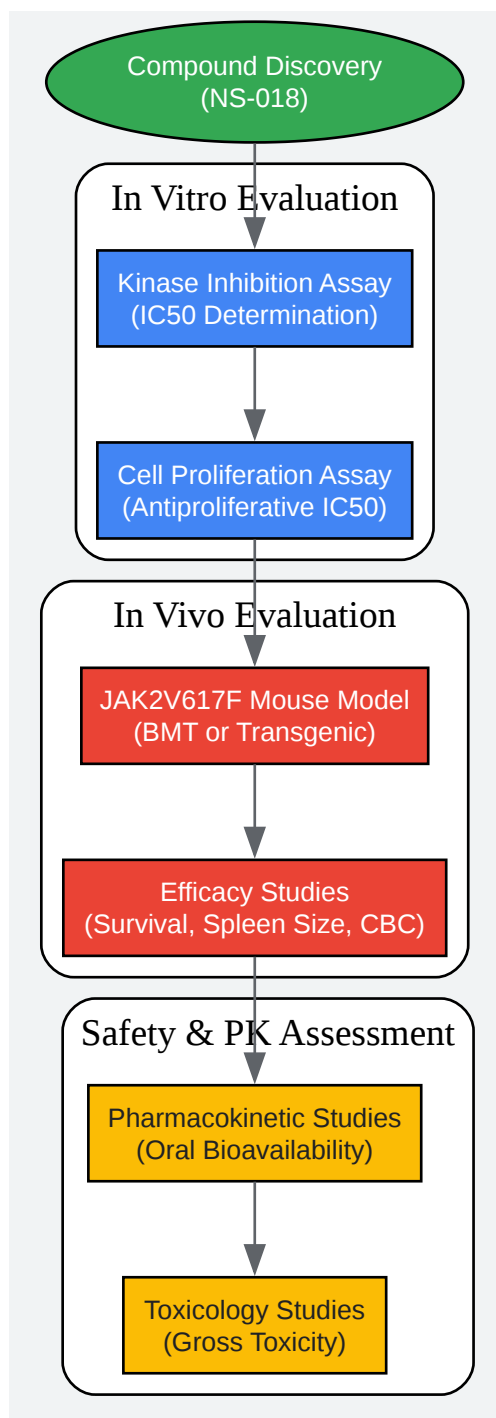 Compound Discovery
(NS-018)
In Vitro Evaluation
Kinase Inhibition Assay
(IC50 Determination)
Cell Proliferation Assay
(Antiproliferative IC50)
In Vivo Evaluation
JAK2V617F Mouse Model
(BMT or Transgenic)
Efficacy Studies
(Survival, Spleen Size, CBC)
Safety & PK Assessment
Pharmacokinetic Studies
(Oral Bioavailability)
Toxicology Studies
(Gross Toxicity)